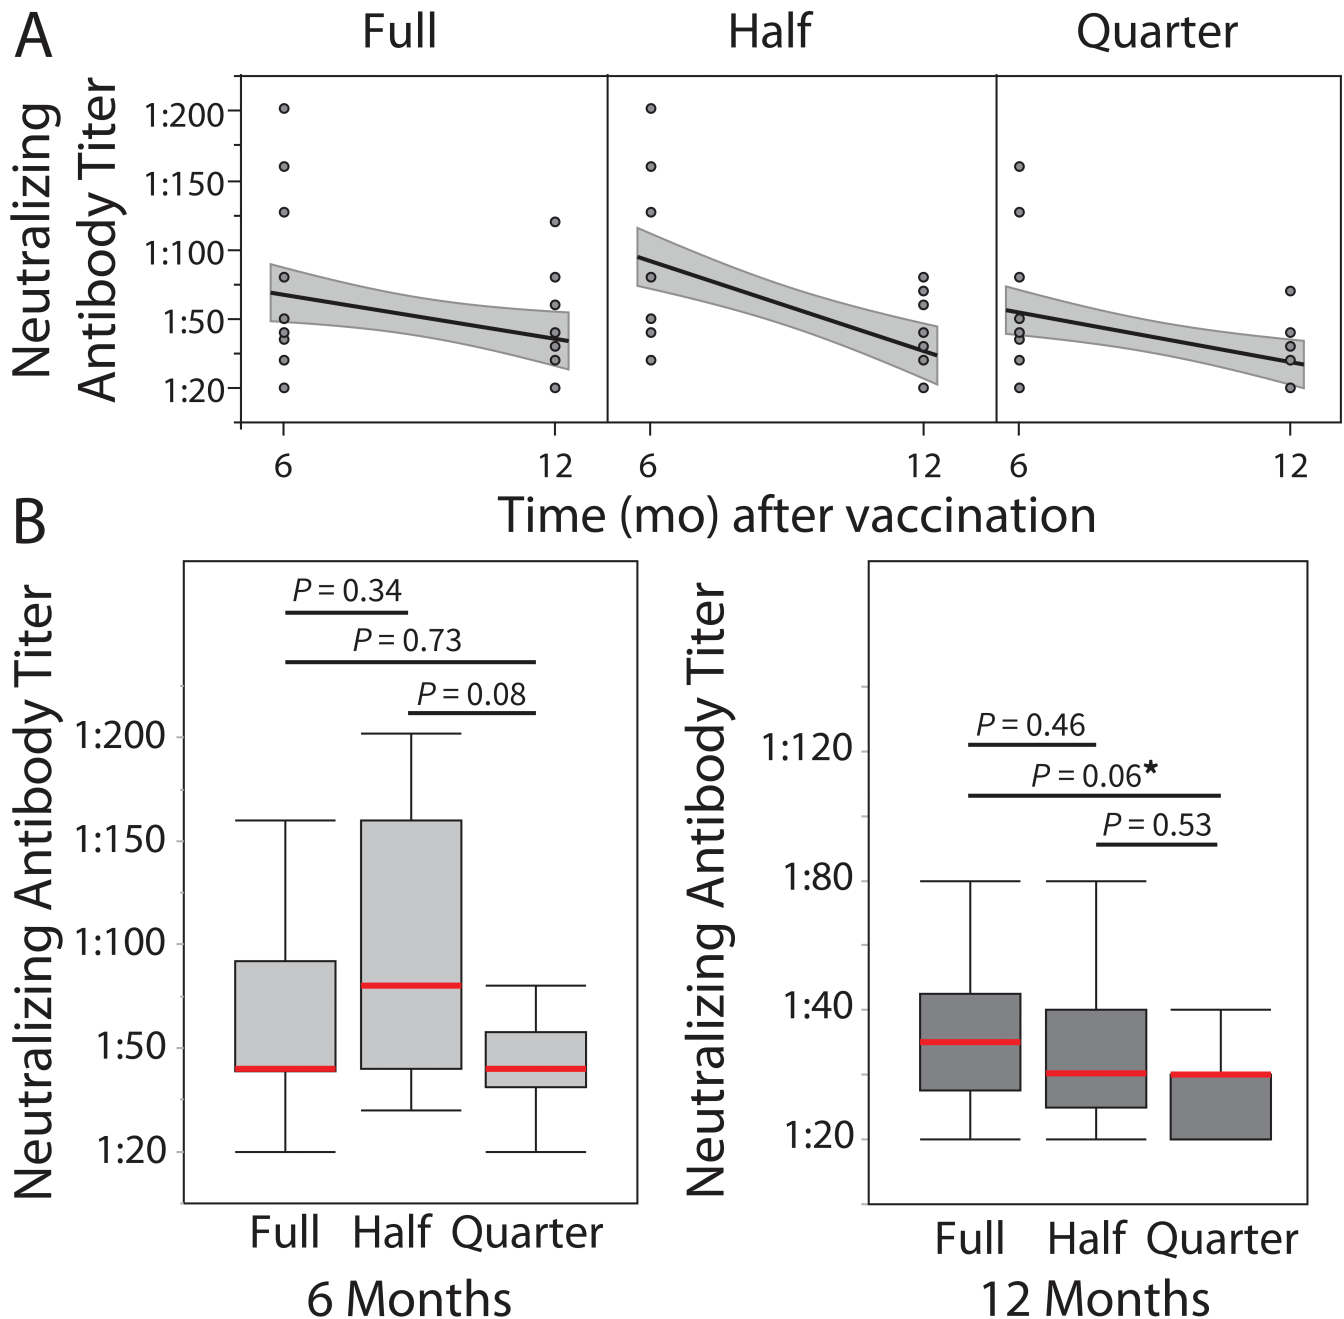 A
Full
Half
Quarter
Neutralizing
Antibody Titer
1:200
1:150
1:100
1:50
1:20
6
12
6
12
6
12
Time (mo) after vaccination
B
Neutralizing Antibody Titer
1:200
1:150
1:100
1:50
1:20
P = 0.34
P = 0.73
P = 0.08
Full
Half
Quarter
6 Months
Neutralizing Antibody Titer
1:120
1:80
1:40
1:20
P = 0.46
P = 0.06*
P = 0.53
Full
Half
Quarter
12 Months